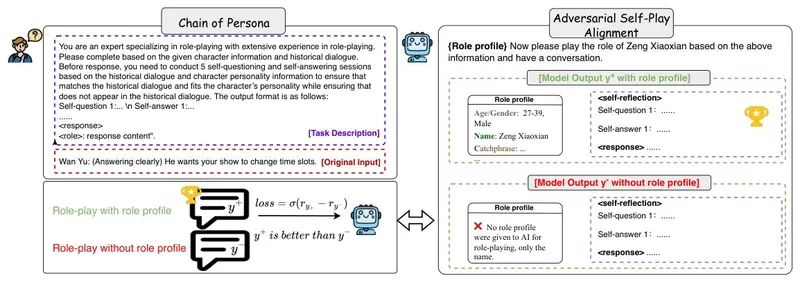 Chain of Persona
You are an expert specializing in role-playing with extensive experience in role-playing.
Please complete based on the given character information and historical dialogue.
Before response, you need to conduct 5 self-questioning and self-answering sessions
based on the historical dialogue and character personality information to ensure that
matches the historical dialogue and fits the character's personality while ensuring that
does not appear in the historical dialogue. The output format is as follows:
Self-question 1:... \n Self-answer 1:...
......
<response>
<role>: response content".
[Task Description]
Wan Yu: (Answering clearly) He wants your show to change time slots. [Original Input]
Role-play with role profile
y⁺
loss = σ(r_y₊ − r_y⁻)
y⁺ is better than y⁻
Role-play without role profile
y⁻
Adversarial Self-Play
Alignment
{Role profile} Now please play the role of Zeng Xiaoxian based on the above
information and have a conversation.
[Model Output y⁺ with role profile]
Role profile
Age/Gender: 27-39,
Male
Name: Zeng Xiaoxian
Catchphrase: ...
...
<self-reflection>
Self-question 1: ......
Self-answer 1: ......
<response> ......
[Model Output y⁻ without role profile]
Role profile
No role profile
were given to AI for
role-playing, only the
name.
<self-reflection>
Self-question 1: ......
Self-answer 1: ......
<response> ......